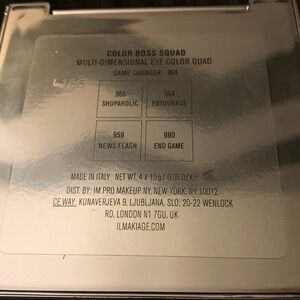 COLOR BOSS SQUAD
MULTI-DIMENSIONAL EYE COLOR QUAD
GAME CHANGER - 904
965
SHOPAHOLIC
964
ENTOURAGE
959
NEWS FLASH
980
END GAME
MADE IN ITALY NET WT. 4 X 1.5g / 0.05 OZ e
DIST. BY: IM PRO MAKEUP NY, NEW YORK, NY, 10012.
CE.WAY: KUNAVERJEVA 9, LJUBLJANA, SLO; 20-22 WENLOCK
RD, LONDON N1 7GU, UK
ILMAKIAGE.COM